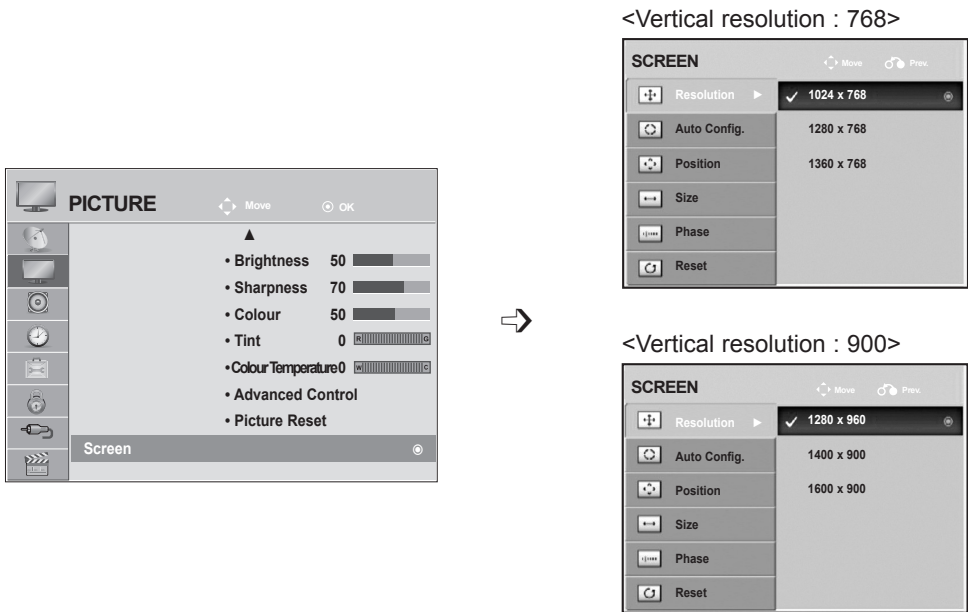 <Vertical resolution : 768>
SCREEN Move Prev.
Resolution ► ✓ 1024 x 768
Auto Config. 1280 x 768
Position 1360 x 768
Size
Phase
Reset
PICTURE Move OK
▲
• Brightness 50
• Sharpness 70
• Colour 50
• Tint 0 R G
• Colour Temperature 0 W C
• Advanced Control
• Picture Reset
Screen
<Vertical resolution : 900>
SCREEN Move Prev.
Resolution ► ✓ 1280 x 960
Auto Config. 1400 x 900
Position 1600 x 900
Size
Phase
Reset